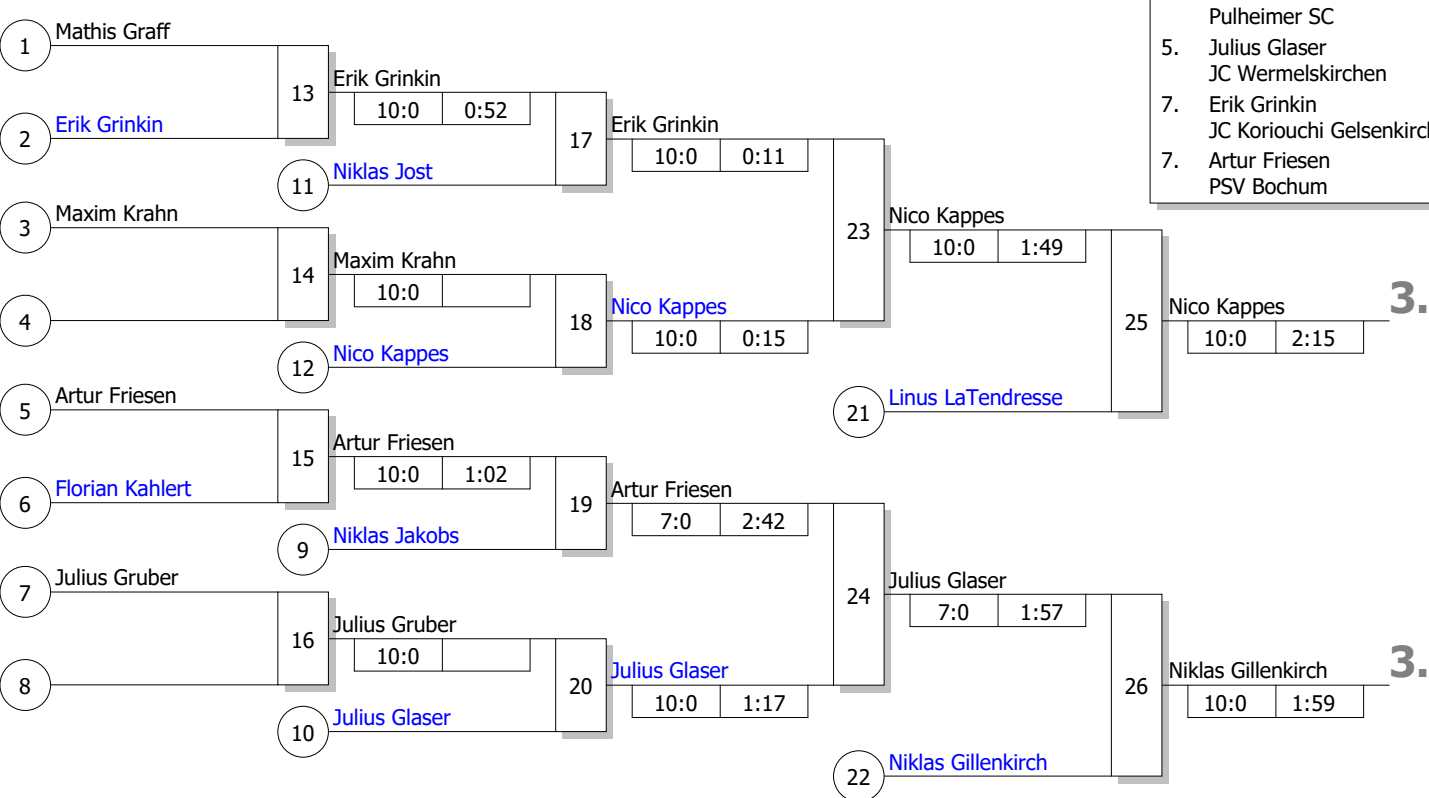 Pulheimer SC
5. Julius Glaser
JC Wermelskirchen
7. Erik Grinkin
JC Koriouchi Gelsenkirch
7. Artur Friesen
PSV Bochum
1 Mathis Graff
13 Erik Grinkin
10:0 0:52
2 Erik Grinkin
17 Erik Grinkin
10:0 0:11
11 Niklas Jost
3 Maxim Krahn
23 Nico Kappes
10:0 1:49
14 Maxim Krahn
10:0
4
18 Nico Kappes
10:0 0:15
12 Nico Kappes
25 Nico Kappes 3.
10:0 2:15
5 Artur Friesen
21 Linus LaTendresse
15 Artur Friesen
10:0 1:02
6 Florian Kahlert
19 Artur Friesen
7:0 2:42
9 Niklas Jakobs
7 Julius Gruber
24 Julius Glaser
7:0 1:57
16 Julius Gruber
10:0
8
20 Julius Glaser
10:0 1:17
10 Julius Glaser
26 Niklas Gillenkirch 3.
10:0 1:59
22 Niklas Gillenkirch